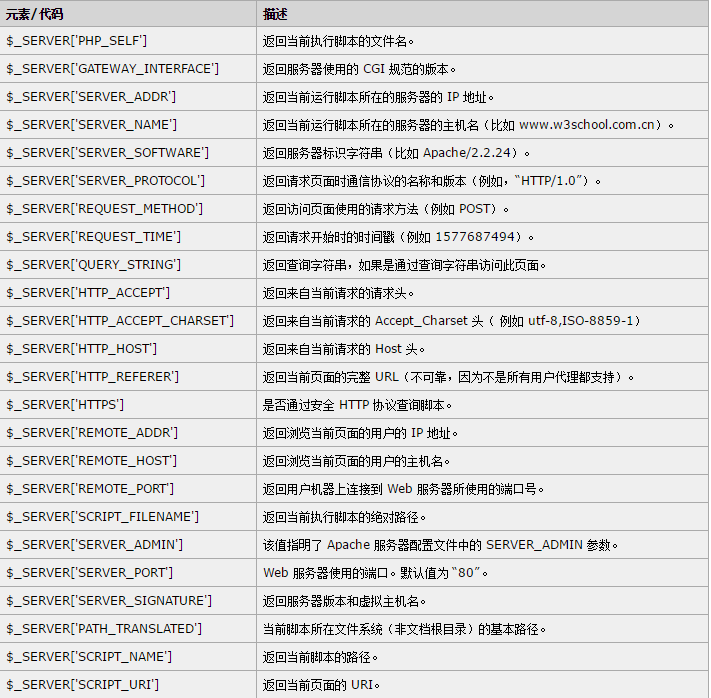 元素/代码 描述
$_SERVER['PHP_SELF'] 返回当前执行脚本的文件名。
$_SERVER['GATEWAY_INTERFACE'] 返回服务器使用的 CGI 规范的版本。
$_SERVER['SERVER_ADDR'] 返回当前运行脚本所在的服务器的 IP 地址。
$_SERVER['SERVER_NAME'] 返回当前运行脚本所在的服务器的主机名（比如 www.w3school.com.cn）。
$_SERVER['SERVER_SOFTWARE'] 返回服务器标识字符串（比如 Apache/2.2.24）。
$_SERVER['SERVER_PROTOCOL'] 返回请求页面时通信协议的名称和版本（例如，“HTTP/1.0”）。
$_SERVER['REQUEST_METHOD'] 返回访问页面使用的请求方法（例如 POST）。
$_SERVER['REQUEST_TIME'] 返回请求开始时的时间戳（例如 1577687494）。
$_SERVER['QUERY_STRING'] 返回查询字符串，如果是通过查询字符串访问此页面。
$_SERVER['HTTP_ACCEPT'] 返回来自当前请求的请求头。
$_SERVER['HTTP_ACCEPT_CHARSET'] 返回来自当前请求的 Accept_Charset 头（ 例如 utf-8,ISO-8859-1）
$_SERVER['HTTP_HOST'] 返回来自当前请求的 Host 头。
$_SERVER['HTTP_REFERER'] 返回当前页面的完整 URL（不可靠，因为不是所有用户代理都支持）。
$_SERVER['HTTPS'] 是否通过安全 HTTP 协议查询脚本。
$_SERVER['REMOTE_ADDR'] 返回浏览当前页面的用户的 IP 地址。
$_SERVER['REMOTE_HOST'] 返回浏览当前页面的用户的主机名。
$_SERVER['REMOTE_PORT'] 返回用户机器上连接到 Web 服务器所使用的端口号。
$_SERVER['SCRIPT_FILENAME'] 返回当前执行脚本的绝对路径。
$_SERVER['SERVER_ADMIN'] 该值指明了 Apache 服务器配置文件中的 SERVER_ADMIN 参数。
$_SERVER['SERVER_PORT'] Web 服务器使用的端口。默认值为 “80”。
$_SERVER['SERVER_SIGNATURE'] 返回服务器版本和虚拟主机名。
$_SERVER['PATH_TRANSLATED'] 当前脚本所在文件系统（非文档根目录）的基本路径。
$_SERVER['SCRIPT_NAME'] 返回当前脚本的路径。
$_SERVER['SCRIPT_URI'] 返回当前页面的 URI。